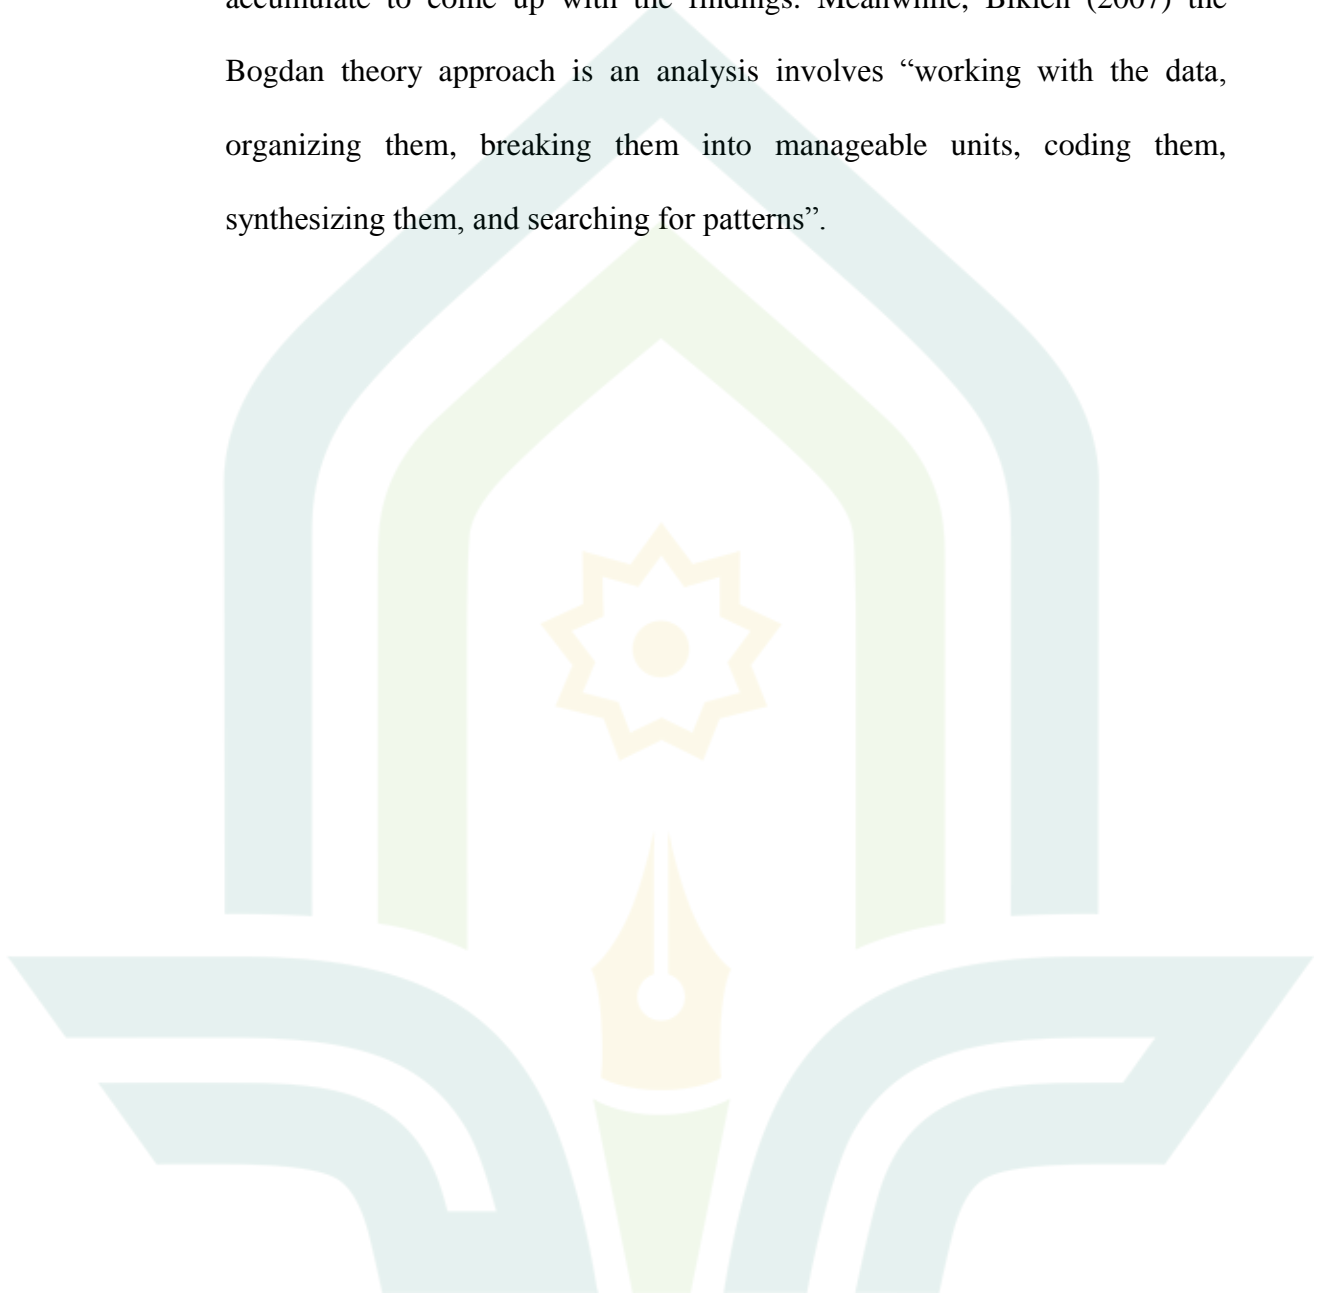 accumulate to come up with the findings. Meanwhile, Biklen (2007) the
Bogdan theory approach is an analysis involves “working with the data,
organizing them, breaking them into manageable units, coding them,
synthesizing them, and searching for patterns”.